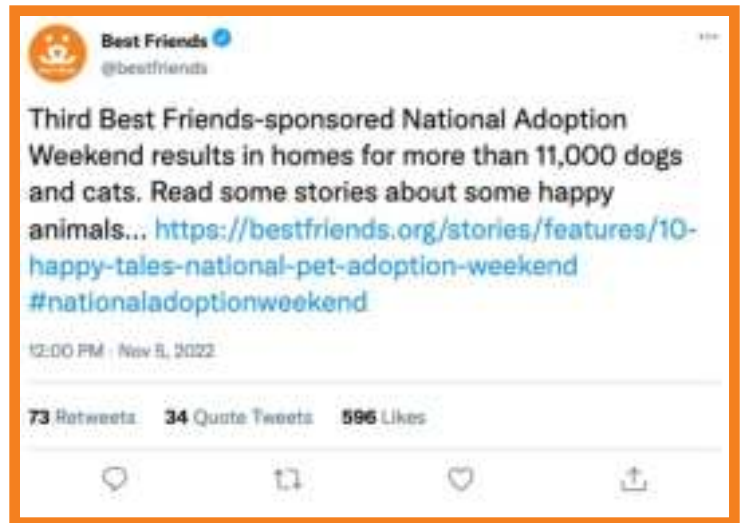 Best Friends
@bestfriends
Third Best Friends-sponsored National Adoption
Weekend results in homes for more than 11,000 dogs
and cats. Read some stories about some happy
animals... https://bestfriends.org/stories/features/10-
happy-tales-national-pet-adoption-weekend
#nationaladoptionweekend
12:00 PM · Nov 5, 2022
73 Retweets 34 Quote Tweets 596 Likes